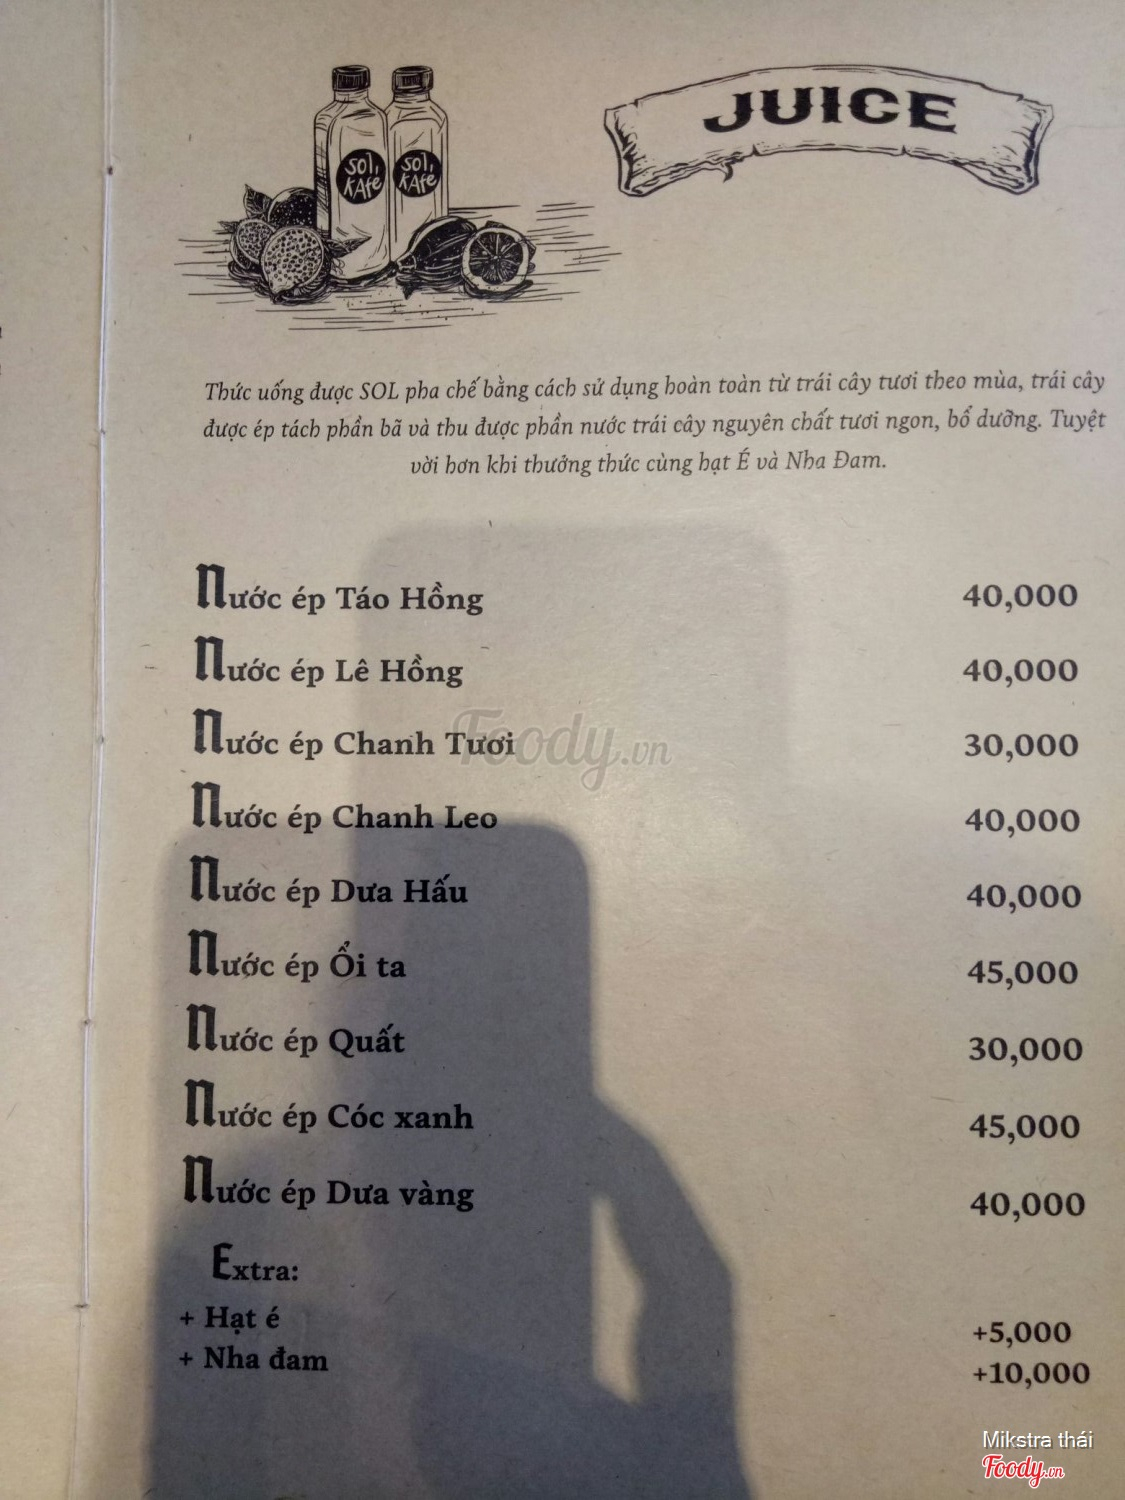 JUICE
SOL. KAfe
SOL. KAfe
Thức uống được SOL pha chế bằng cách sử dụng hoàn toàn từ trái cây tươi theo mùa, trái cây
được ép tách phần bã và thu được phần nước trái cây nguyên chất tươi ngon, bổ dưỡng. Tuyệt
vời hơn khi thưởng thức cùng hạt É và Nha Đam.
Nước ép Táo Hồng 40,000
Nước ép Lê Hồng 40,000
Nước ép Chanh Tươi 30,000
Foody.vn
Nước ép Chanh Leo 40,000
Nước ép Dưa Hấu 40,000
Nước ép Ổi ta 45,000
Nước ép Quất 30,000
Nước ép Cóc xanh 45,000
Nước ép Dưa vàng 40,000
Extra:
+ Hạt é +5,000
+ Nha đam +10,000
Mikstra thái
Foody.vn